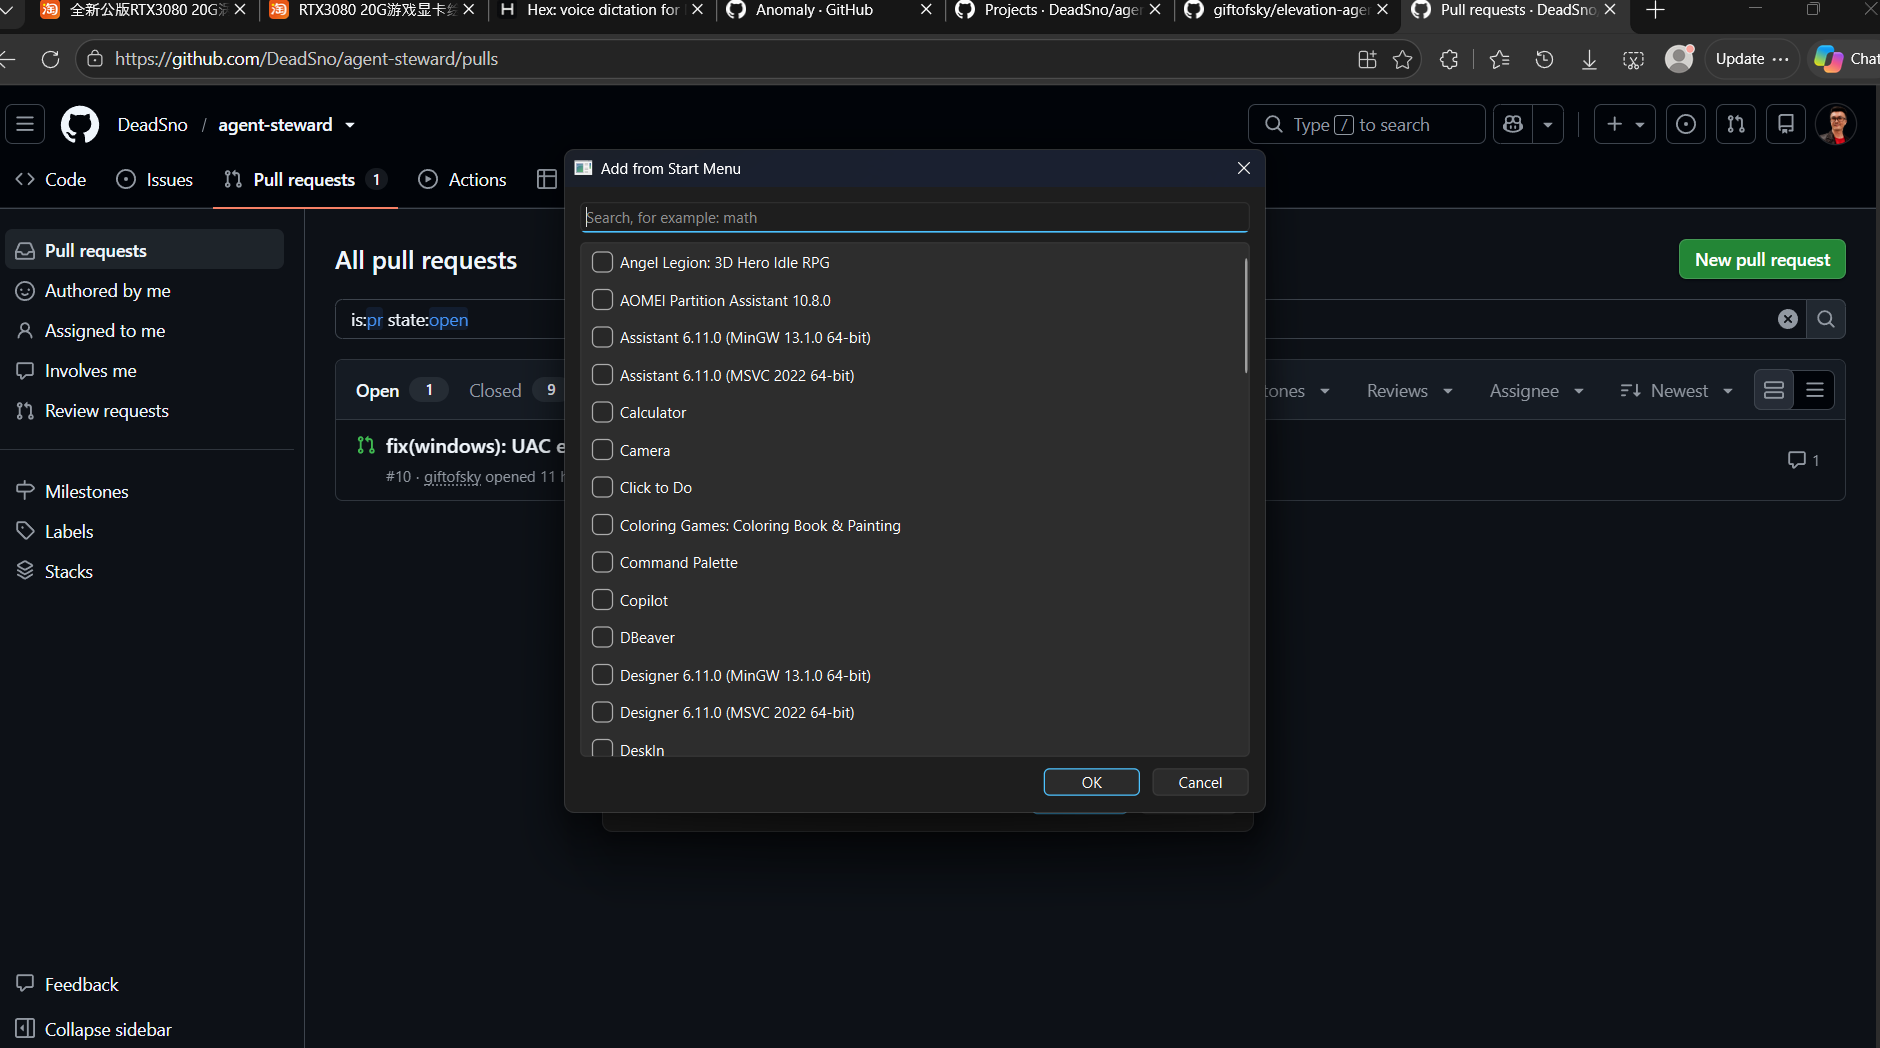 全新公版RTX3080 20G
RTX3080 20G游戏显卡
Hex: voice dictation for
Anomaly · GitHub
Projects · DeadSno/age
giftofsky/elevation-age
Pull requests · DeadSno
https://github.com/DeadSno/agent-steward/pulls
Update
Chat
DeadSno / agent-steward
Type / to search
Code
Issues
Pull requests 1
Actions
Add from Start Menu
Search, for example: math
Angel Legion: 3D Hero Idle RPG
AOMEI Partition Assistant 10.8.0
Assistant 6.11.0 (MinGW 13.1.0 64-bit)
Assistant 6.11.0 (MSVC 2022 64-bit)
Calculator
Camera
Click to Do
Coloring Games: Coloring Book & Painting
Command Palette
Copilot
DBeaver
Designer 6.11.0 (MinGW 13.1.0 64-bit)
Designer 6.11.0 (MSVC 2022 64-bit)
DeskIn
OK
Cancel
Pull requests
Authored by me
Assigned to me
Involves me
Review requests
Milestones
Labels
Stacks
Feedback
Collapse sidebar
All pull requests
New pull request
is:pr state:open
Open 1
Closed 9
tones
Reviews
Assignee
Newest
fix(windows): UAC e
#10 · giftofsky opened 11 h
1